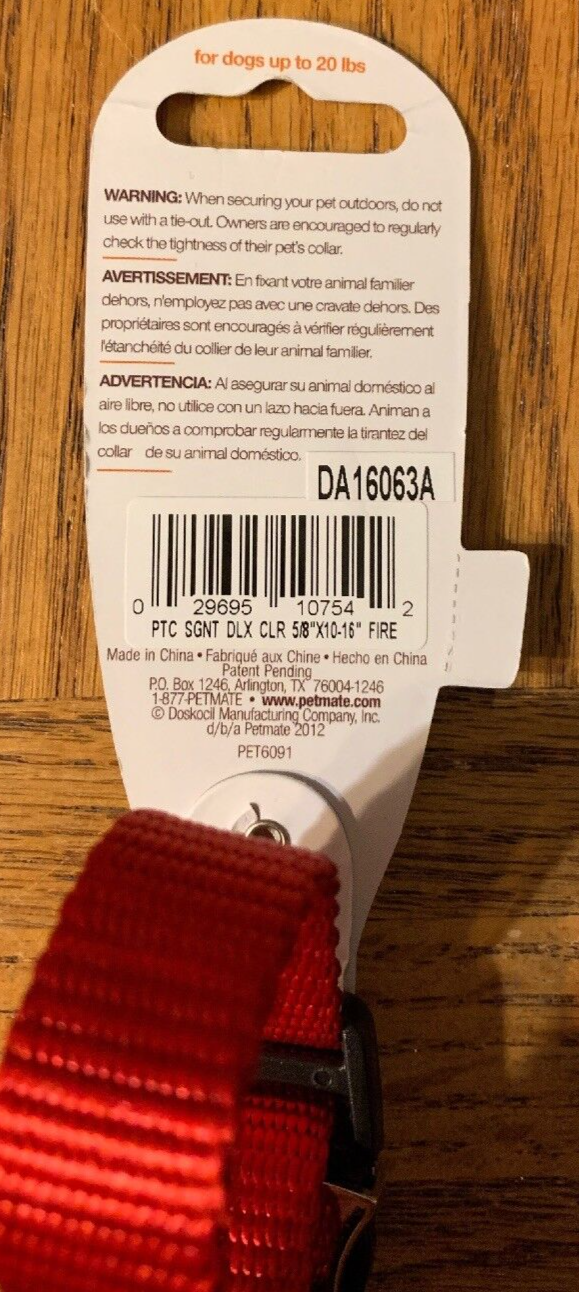 for dogs up to 20 lbs
WARNING: When securing your pet outdoors, do not
use with a tie-out. Owners are encouraged to regularly
check the tightness of their pet's collar.
AVERTISSEMENT: En fixant votre animal familier
dehors, n'employez pas avec une cravate dehors. Des
propriétaires sont encouragés à vérifier régulièrement
l'étanchéité du collier de leur animal familier.
ADVERTENCIA: Al asegurar su animal doméstico al
aire libre, no utilice con un lazo hacia fuera. Animan a
los dueños a comprobar regularmente la tirantez del
collar de su animal doméstico.
DA16063A
0 29695 10754 2
PTC SGNT DLX CLR 5/8"X10-16" FIRE
Made in China • Fabriqué aux Chine • Hecho en China
Patent Pending
P.O. Box 1246, Arlington, TX 76004-1246
1-877-PETMATE • www.petmate.com
© Doskocil Manufacturing Company, Inc.
d/b/a Petmate 2012
PET6091